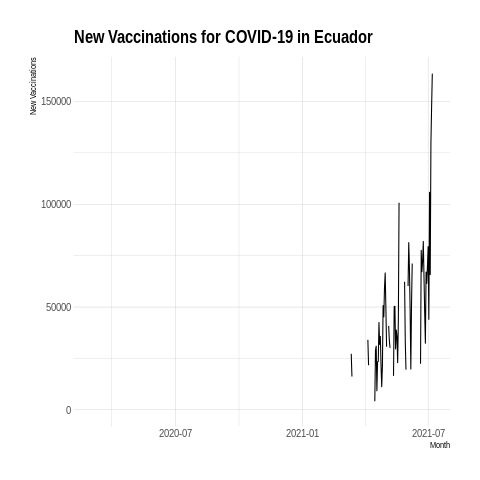 New Vaccinations for COVID-19 in Ecuador
New Vaccinations
150000
100000
50000
0
2020-07
2021-01
2021-07
Month